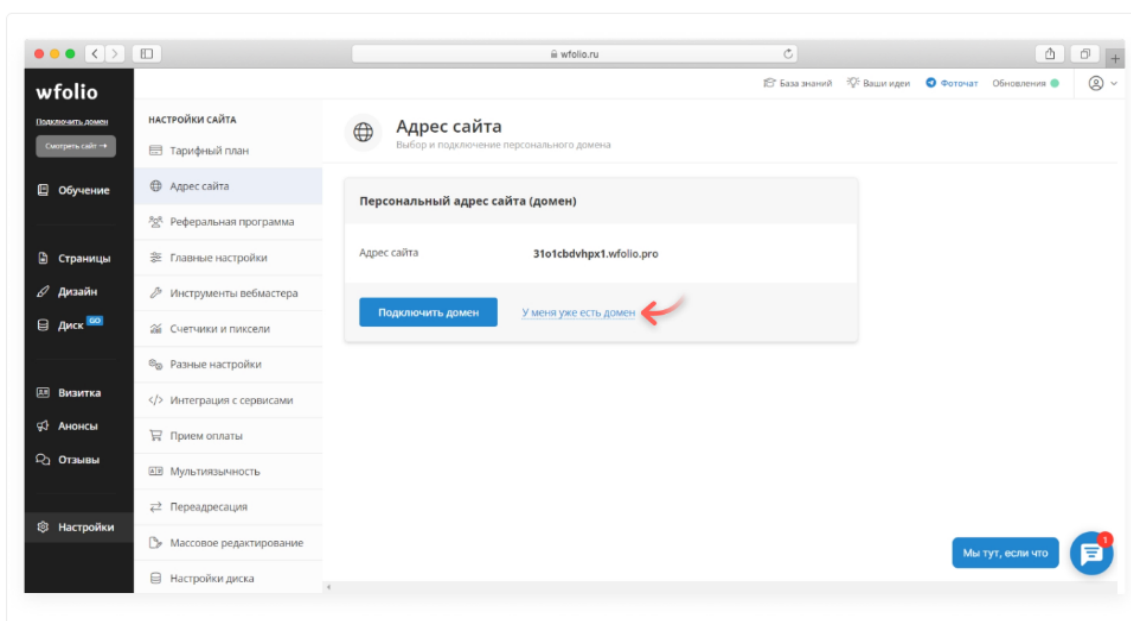 wfolio.ru
wfolio
Подключить домен
Смотреть сайт →
Обучение
Страницы
Дизайн
Диск GO
Визитка
Анонсы
Отзывы
Настройки
База знаний Ваши идеи Фоточат Обновления
НАСТРОЙКИ САЙТА
Тарифный план
Адрес сайта
Реферальная программа
Главные настройки
Инструменты вебмастера
Счетчики и пиксели
Разные настройки
Интеграция с сервисами
Прием оплаты
Мультиязычность
Переадресация
Массовое редактирование
Настройки диска
Адрес сайта
Выбор и подключение персонального домена
Персональный адрес сайта (домен)
Адрес сайта 31o1cbdvhpx1.wfolio.pro
Подключить домен У меня уже есть домен
Мы тут, если что 1